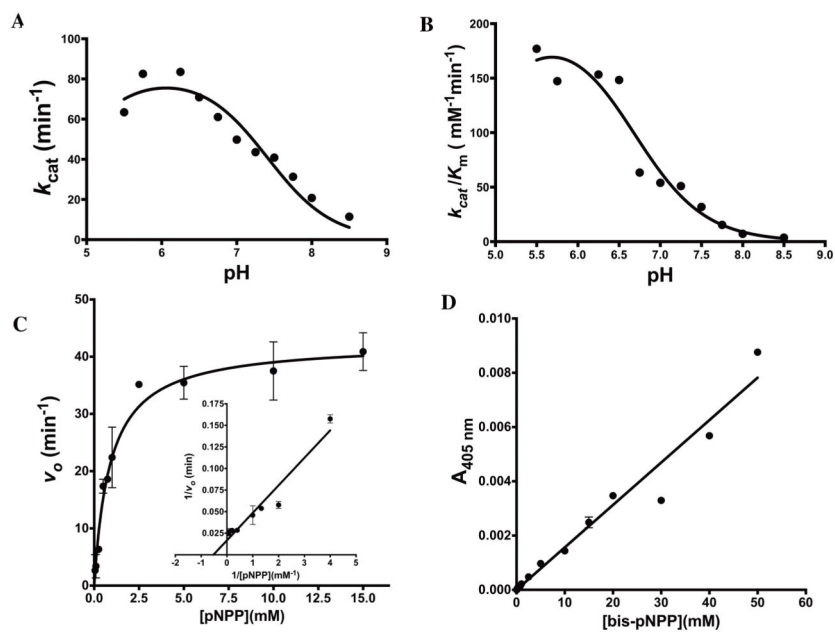 A
k_cat (min⁻¹)
100
80
60
40
20
0
5 6 7 8 9
pH
B
k_cat/K_m ( mM⁻¹min⁻¹)
200
150
100
50
0
5.0 5.5 6.0 6.5 7.0 7.5 8.0 8.5 9.0
pH
C
v_o (min⁻¹)
50
40
30
20
10
0
0.0 2.5 5.0 7.5 10.0 12.5 15.0
[pNPP](mM)
1/v_o (min)
0.175
0.150
0.125
0.100
0.075
0.050
0.025
0.000
-2 -1 0 1 2 3 4 5
1/[pNPP](mM⁻¹)
D
A405 nm
0.010
0.008
0.006
0.004
0.002
0.000
0 10 20 30 40 50 60
[bis-pNPP](mM)